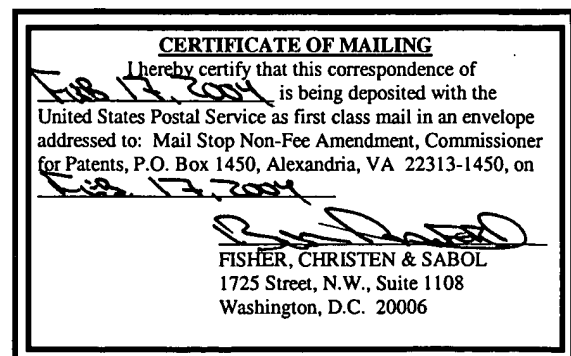 CERTIFICATE OF MAILING
I hereby certify that this correspondence of
Feb. 17, 2004 is being deposited with the
United States Postal Service as first class mail in an envelope
addressed to: Mail Stop Non-Fee Amendment, Commissioner
for Patents, P.O. Box 1450, Alexandria, VA 22313-1450, on
Feb. 17, 2004
FISHER, CHRISTEN & SABOL
1725 Street, N.W., Suite 1108
Washington, D.C. 20006